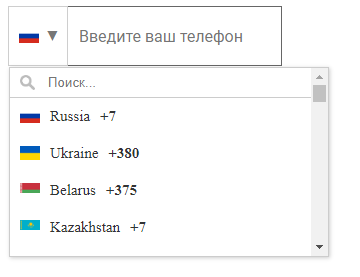 Введите ваш телефон
Поиск...
Russia +7
Ukraine +380
Belarus +375
Kazakhstan +7